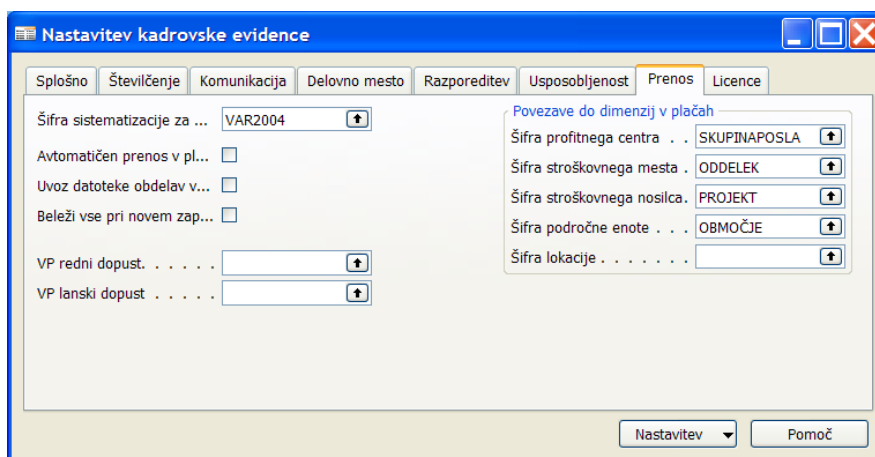 Nastavitev kadrovske evidence
Splošno Številčenje Komunikacija Delovno mesto Razporeditev Usposobljenost Prenos Licence
Šifra sistematizacije za ... VAR2004
Avtomatičen prenos v pl...
Uvoz datoteke obdelav v...
Beleži vse pri novem zap...
VP redni dopust. . . . . .
VP lanski dopust . . . . .
Povezave do dimenzij v plačah
Šifra profitnega centra . . SKUPINAPOSLA
Šifra stroškovnega mesta . ODDELEK
Šifra stroškovnega nosilca. PROJEKT
Šifra področne enote . . . OBMOČJE
Šifra lokacije . . . . . . .
Nastavitev Pomoč